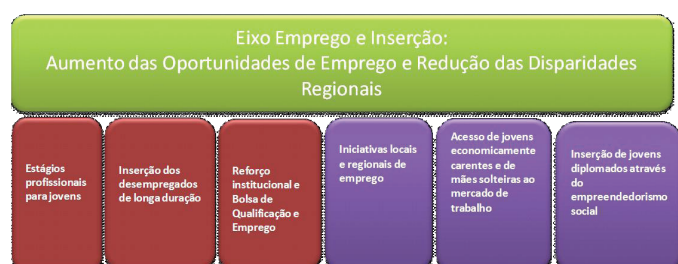 Eixo Emprego e Inserção:
Aumento das Oportunidades de Emprego e Redução das Disparidades
Regionais
Estágios
profissionais
para jovens
Inserção dos
desempregados
de longa duração
Reforço
institucional e
Bolsa de
Qualificação e
Emprego
Iniciativas locais
e regionais de
emprego
Acesso de jovens
economicamente
carentes e de
mães solteiras ao
mercado de
trabalho
Inserção de jovens
diplomados através
do
empreendedorismo
social